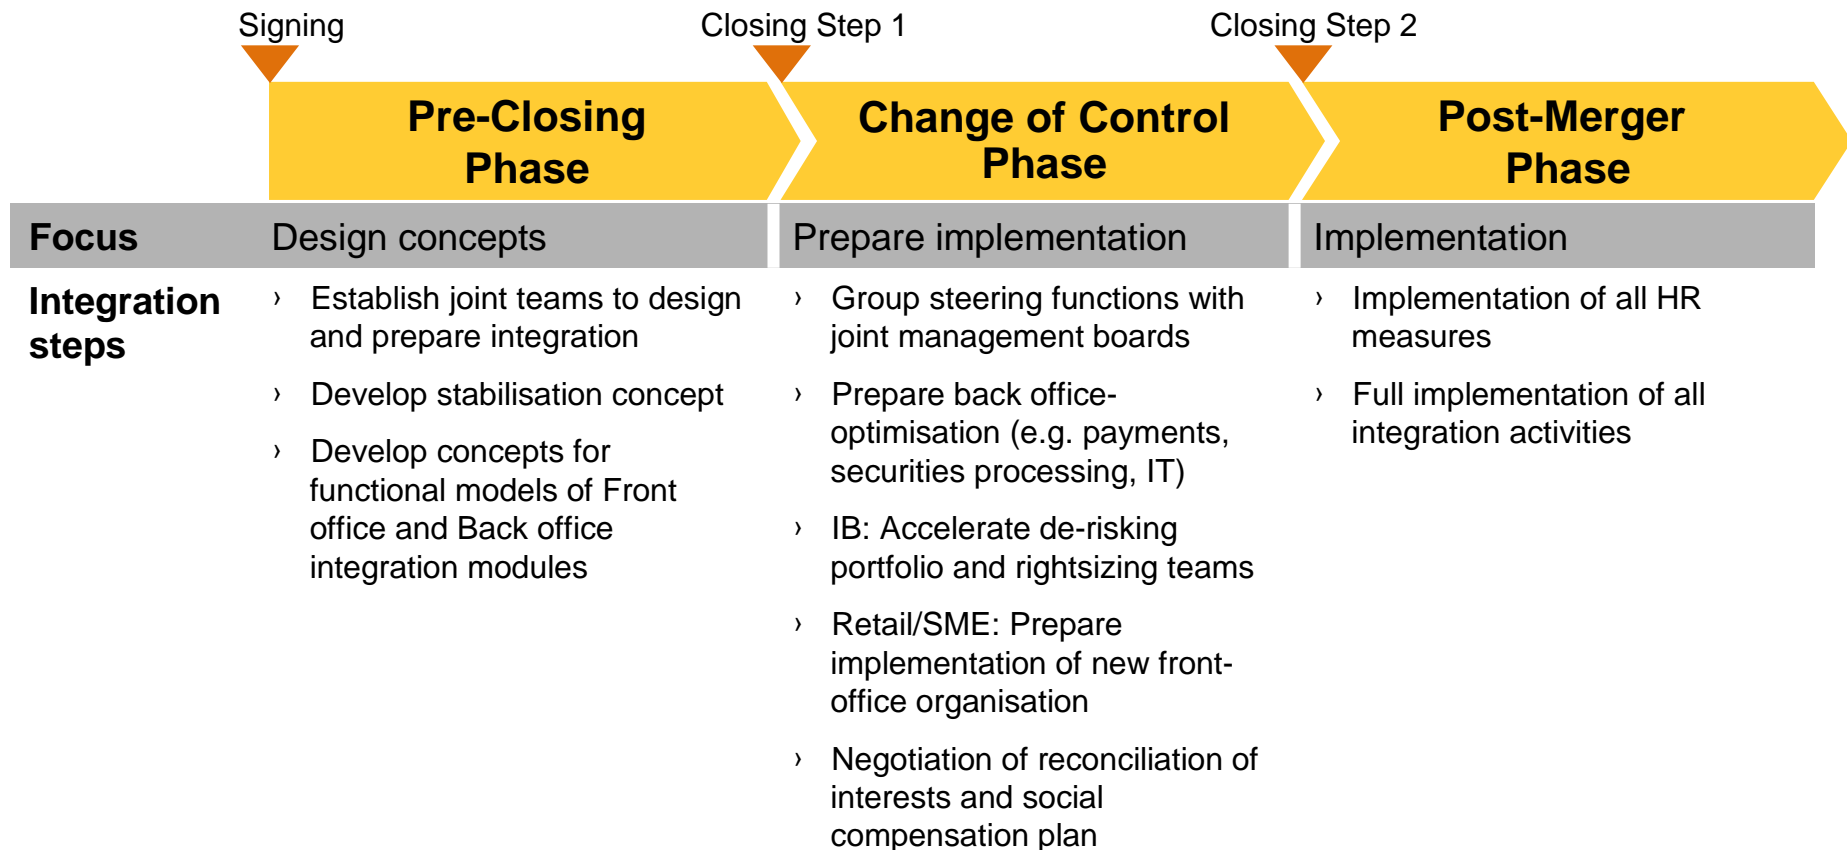 Signing
Closing Step 1
Closing Step 2
Pre-Closing
Phase
Change of Control
Phase
Post-Merger
Phase
Focus
Design concepts
Prepare implementation
Implementation
Integration
steps
› Establish joint teams to design
and prepare integration
› Develop stabilisation concept
› Develop concepts for
functional models of Front
office and Back office
integration modules
› Group steering functions with
joint management boards
› Prepare back office-
optimisation (e.g. payments,
securities processing, IT)
› IB: Accelerate de-risking
portfolio and rightsizing teams
› Retail/SME: Prepare
implementation of new front-
office organisation
› Negotiation of reconciliation of
interests and social
compensation plan
› Implementation of all HR
measures
› Full implementation of all
integration activities